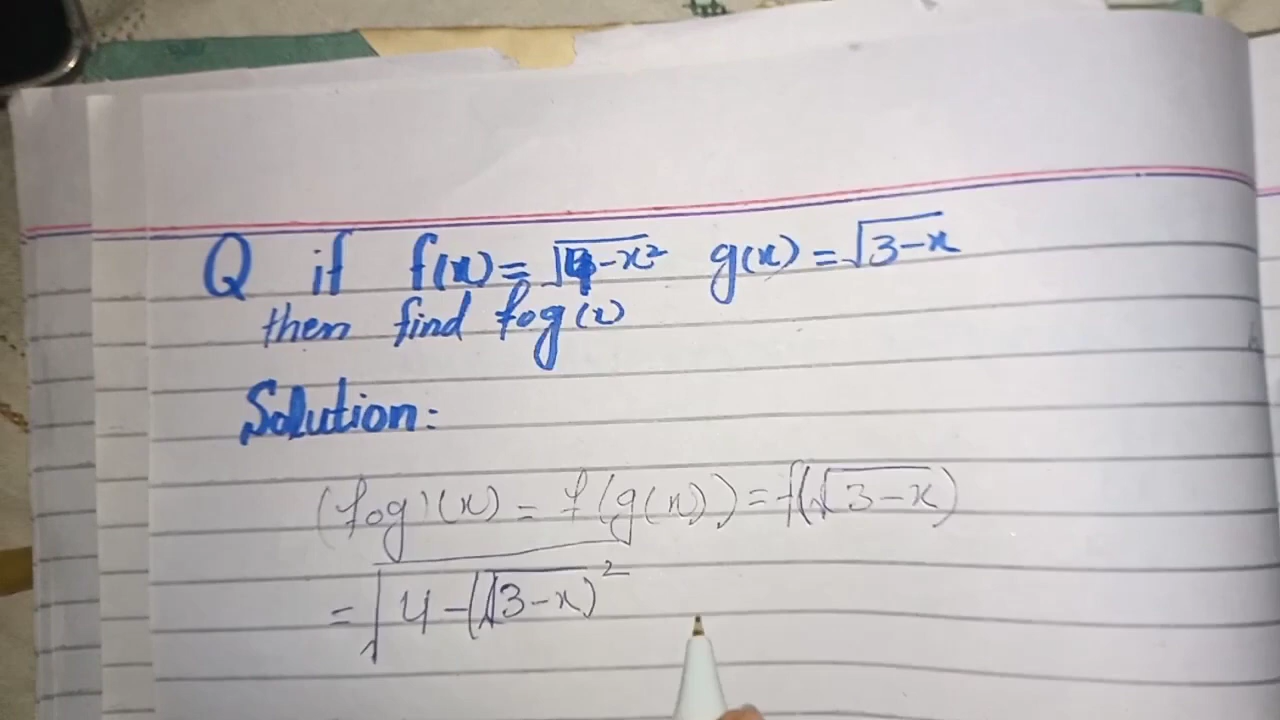 Q if f(x) = √4-x² g(x) = √3-x
then find fog(x)
Solution:
(fog)(x) = f(g(x)) = f(√3-x)
= √4-(√3-x)²